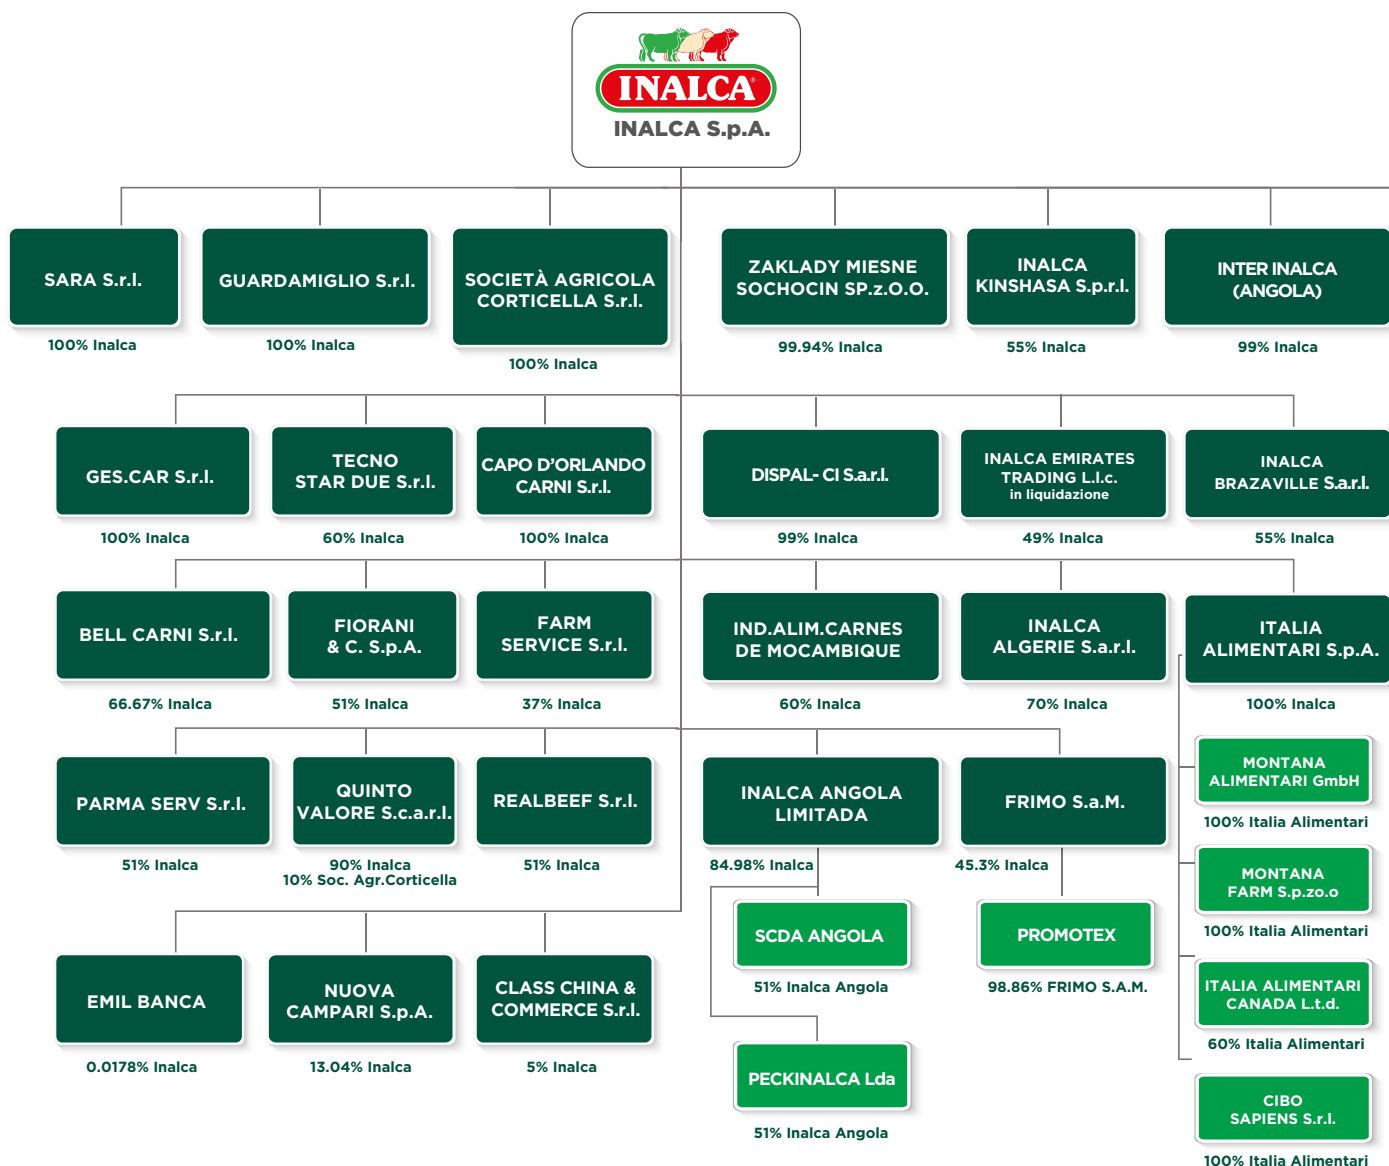 INALCA
INALCA S.p.A.
SARA S.r.l.
100% Inalca
GUARDAMIGLIO S.r.l.
100% Inalca
SOCIETÀ AGRICOLA
CORTICELLA S.r.l.
100% Inalca
ZAKLADY MIESNE
SOCHOCIN SP.z.O.O.
99.94% Inalca
INALCA
KINSHASA S.p.r.l.
55% Inalca
INTER INALCA
(ANGOLA)
99% Inalca
GES.CAR S.r.l.
100% Inalca
TECNO
STAR DUE S.r.l.
60% Inalca
CAPO D'ORLANDO
CARNI S.r.l.
100% Inalca
DISPAL- CI S.a.r.l.
99% Inalca
INALCA EMIRATES
TRADING L.l.c.
in liquidazione
49% Inalca
INALCA
BRAZAVILLE S.a.r.l.
55% Inalca
BELL CARNI S.r.l.
66.67% Inalca
FIORANI
& C. S.p.A.
51% Inalca
FARM
SERVICE S.r.l.
37% Inalca
IND.ALIM.CARNES
DE MOCAMBIQUE
60% Inalca
INALCA
ALGERIE S.a.r.l.
70% Inalca
ITALIA
ALIMENTARI S.p.A.
100% Inalca
PARMA SERV S.r.l.
51% Inalca
QUINTO
VALORE S.c.a.r.l.
90% Inalca
10% Soc. Agr.Corticella
REALBEEF S.r.l.
51% Inalca
INALCA ANGOLA
LIMITADA
84.98% Inalca
FRIMO S.a.M.
45.3% Inalca
MONTANA
ALIMENTARI GmbH
100% Italia Alimentari
MONTANA
FARM S.p.zo.o
100% Italia Alimentari
SCDA ANGOLA
51% Inalca Angola
PROMOTEX
98.86% FRIMO S.A.M.
ITALIA ALIMENTARI
CANADA L.t.d.
60% Italia Alimentari
EMIL BANCA
0.0178% Inalca
NUOVA
CAMPARI S.p.A.
13.04% Inalca
CLASS CHINA &
COMMERCE S.r.l.
5% Inalca
PECKINALCA Lda
51% Inalca Angola
CIBO
SAPIENS S.r.l.
100% Italia Alimentari